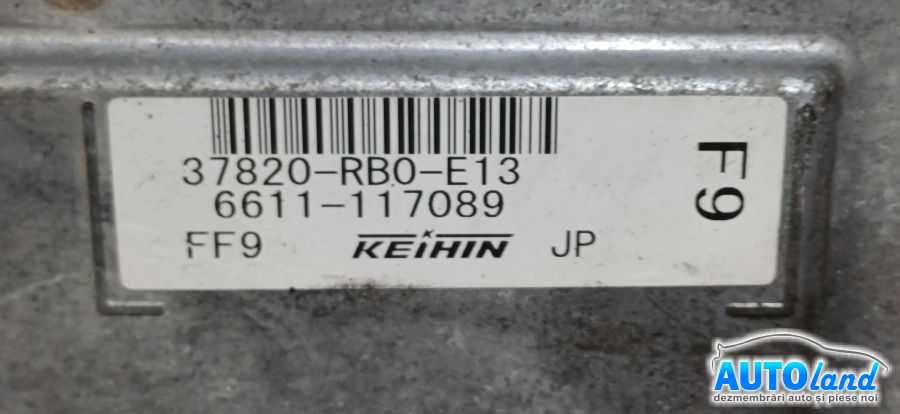 37820-RB0-E13
6611-117089
FF9 KEIHIN JP
F9
AUTOland
dezmembrări auto și piese noi